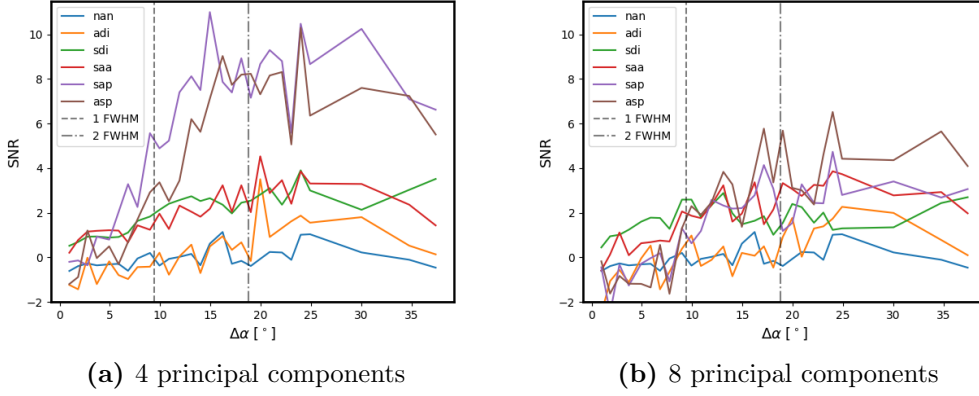 10
8
6
4
2
0
−2
SNR
nan
adi
sdi
saa
sap
asp
1 FWHM
2 FWHM
0 5 10 15 20 25 30 35
Δα [°]
(a) 4 principal components
10
8
6
4
2
0
−2
SNR
nan
adi
sdi
saa
sap
asp
1 FWHM
2 FWHM
0 5 10 15 20 25 30 35
Δα [°]
(b) 8 principal components